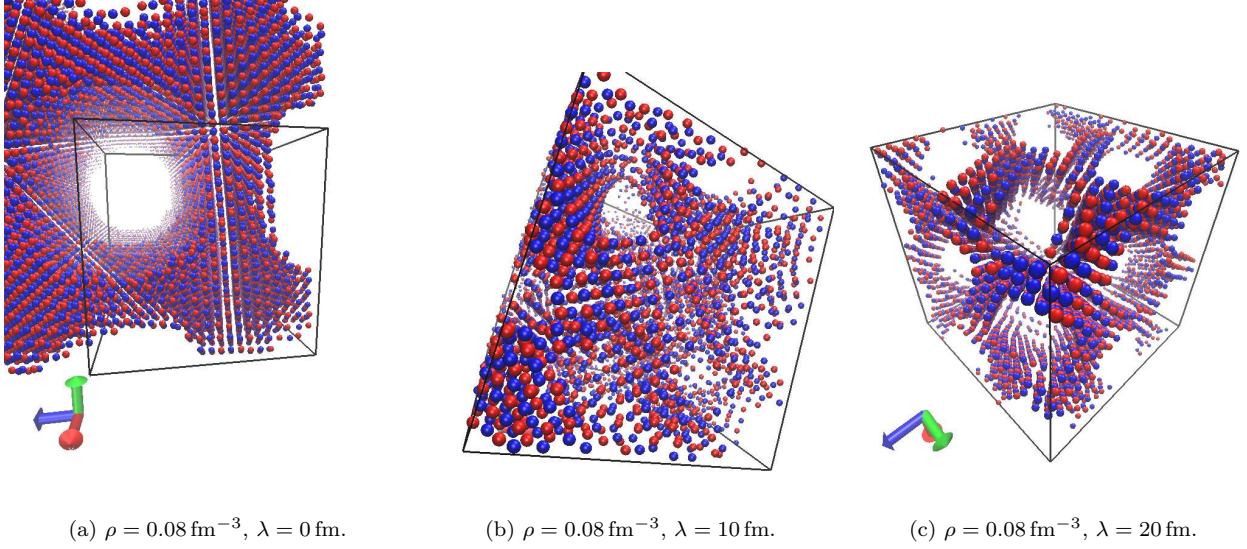 (a) ρ = 0.08 fm⁻³, λ = 0 fm.
(b) ρ = 0.08 fm⁻³, λ = 10 fm.
(c) ρ = 0.08 fm⁻³, λ = 20 fm.